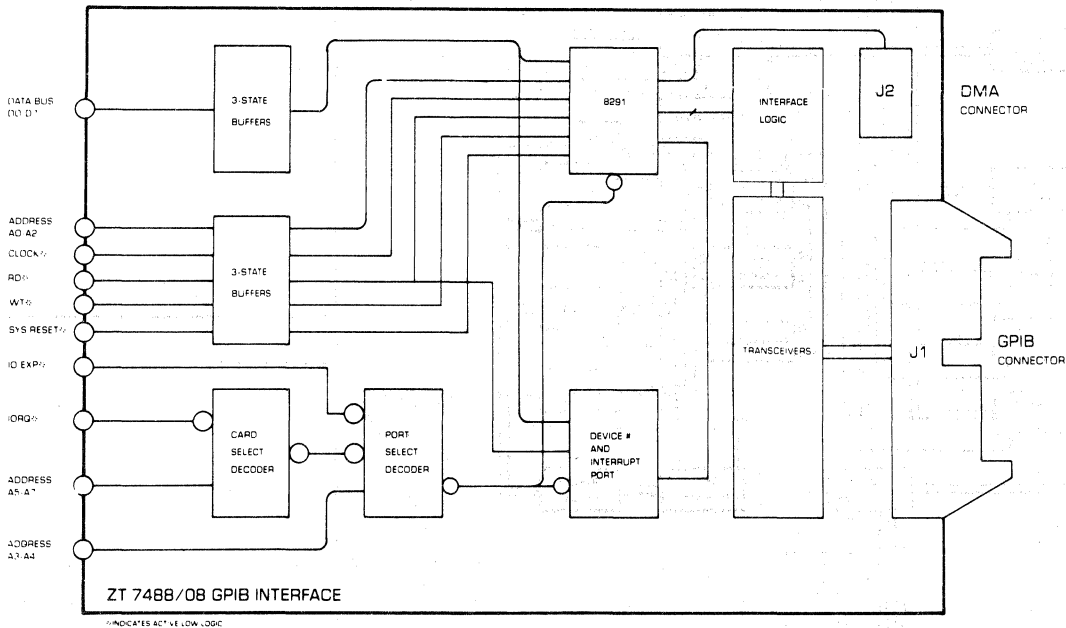 DATA BUS
3-STATE
BUFFERS
8291
INTERFACE
LOGIC
J2
DMA
CONNECTOR
ADDRESS
A0-A2
CLOCK*
RD*
WT*
SYS RESET*
3-STATE
BUFFERS
IO EXP*
IORQ*
ADDRESS
A5-A7
ADDRESS
A3-A4
CARD
SELECT
DECODER
PORT
SELECT
DECODER
DEVICE #
AND
INTERRUPT
PORT
TRANSCEIVERS
J1
GPIB
CONNECTOR
ZT 7488/08 GPIB INTERFACE
*INDICATES ACTIVE LOW LOGIC